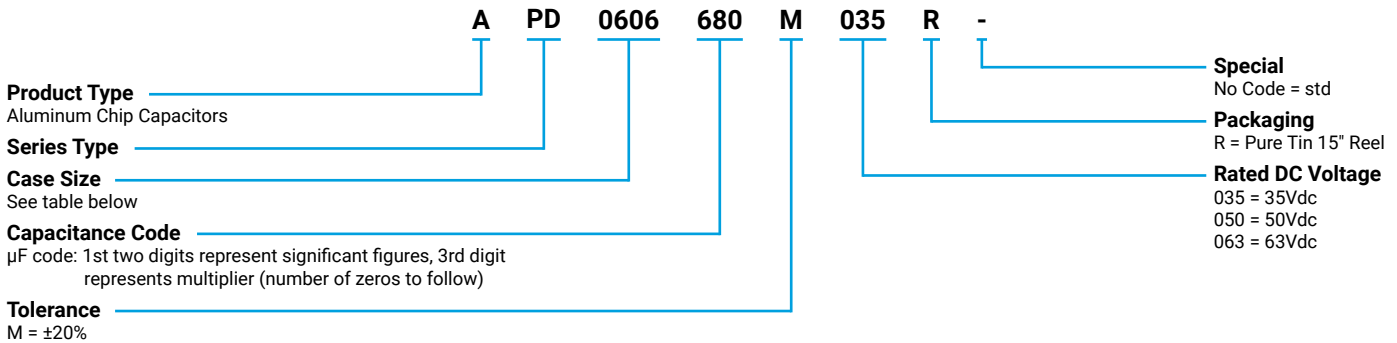 A PD 0606 680 M 035 R -
Product Type
Aluminum Chip Capacitors
Series Type
Case Size
See table below
Capacitance Code
µF code: 1st two digits represent significant figures, 3rd digit
represents multiplier (number of zeros to follow)
Tolerance
M = ±20%
Special
No Code = std
Packaging
R = Pure Tin 15" Reel
Rated DC Voltage
035 = 35Vdc
050 = 50Vdc
063 = 63Vdc